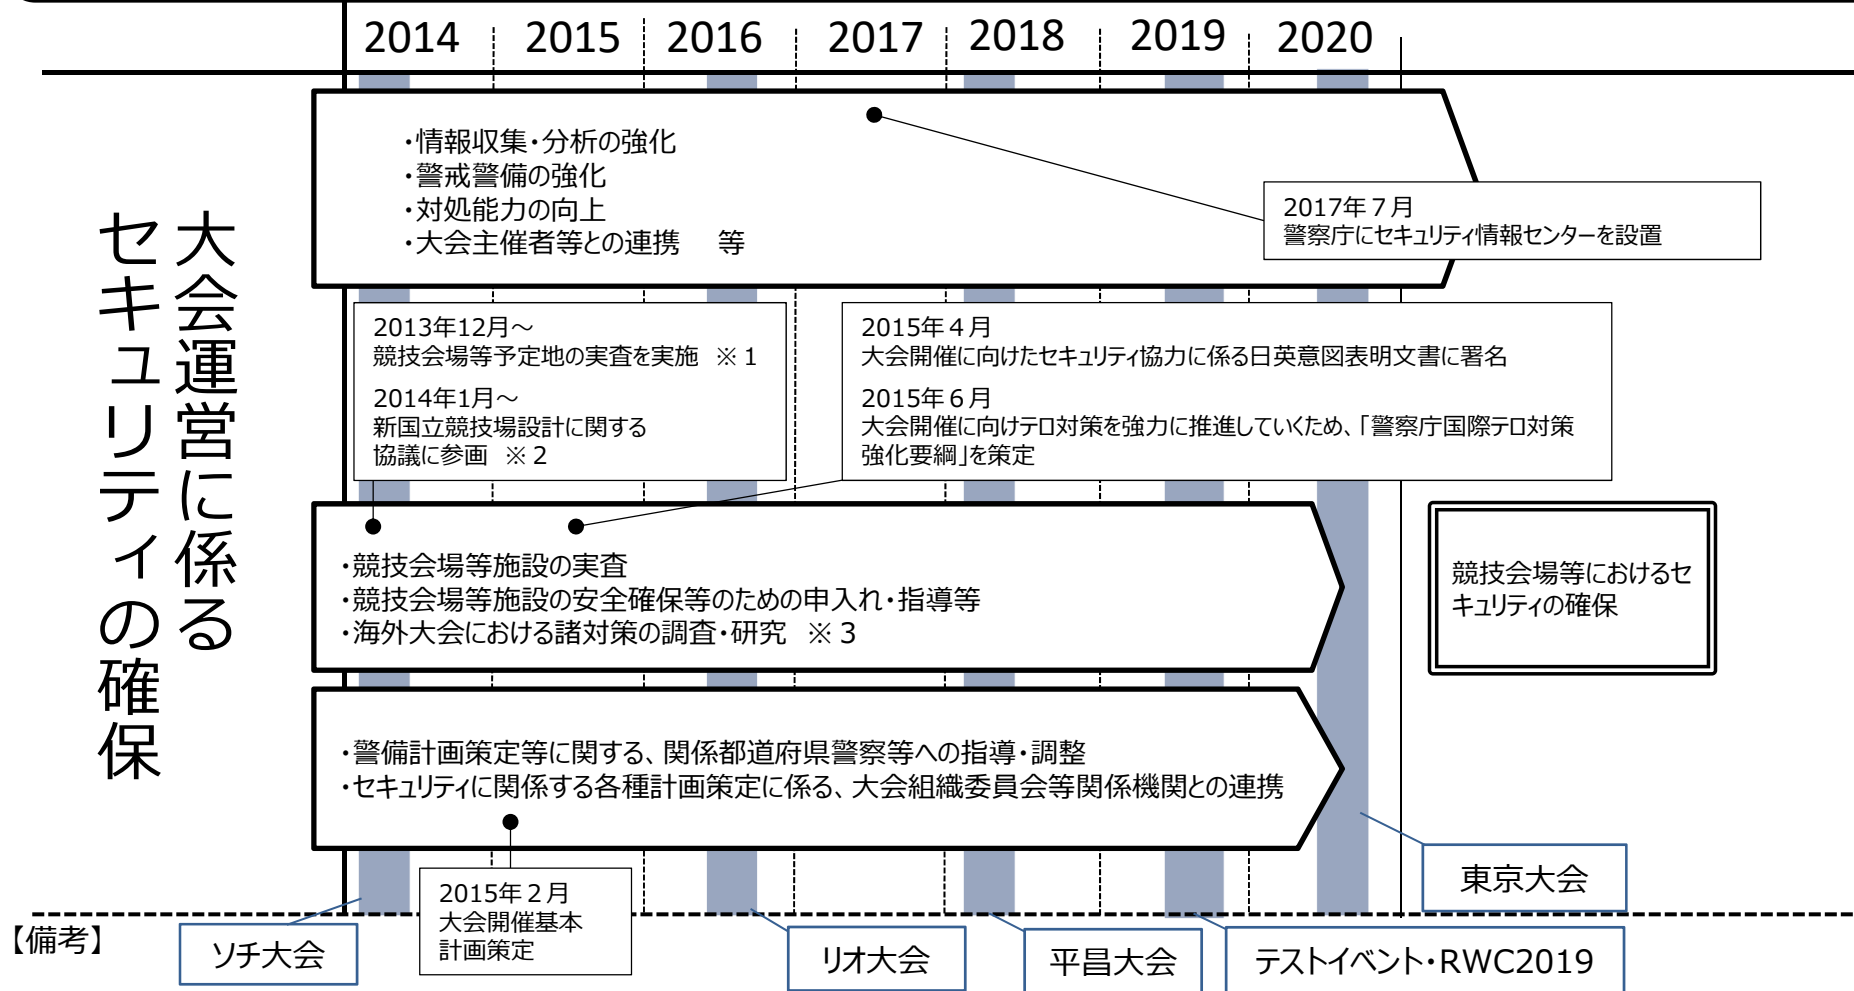 2014 2015 2016 2017 2018 2019 2020
大会運営に係る
セキュリティの確保
・情報収集・分析の強化
・警戒警備の強化
・対処能力の向上
・大会主催者等との連携　等
2017年７月
警察庁にセキュリティ情報センターを設置
2013年12月～
競技会場等予定地の実査を実施　※１
2014年1月～
新国立競技場設計に関する
協議に参画　※２
2015年４月
大会開催に向けたセキュリティ協力に係る日英意図表明文書に署名
2015年６月
大会開催に向けテロ対策を強力に推進していくため、「警察庁国際テロ対策
強化要綱」を策定
・競技会場等施設の実査
・競技会場等施設の安全確保等のための申入れ・指導等
・海外大会における諸対策の調査・研究　※３
競技会場等におけるセ
キュリティの確保
・警備計画策定等に関する、関係都道府県警察等への指導・調整
・セキュリティに関係する各種計画策定に係る、大会組織委員会等関係機関との連携
2015年２月
大会開催基本
計画策定
東京大会
【備考】
ソチ大会
リオ大会
平昌大会
テストイベント・RWC2019